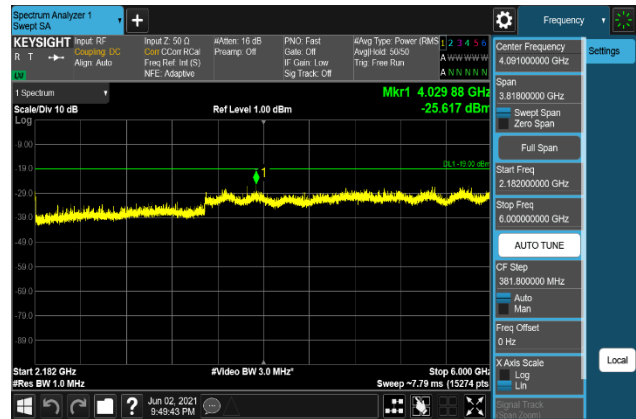 Spectrum Analyzer 1
Swept SA
Frequency
KEYSIGHT
R T
LV
Input: RF
Coupling: DC
Align: Auto
Input Z: 50 Ω
Corr CCorr RCal
Freq Ref: Int (S)
NFE: Adaptive
#Atten: 16 dB
Preamp: Off
PNO: Fast
Gate: Off
IF Gain: Low
Sig Track: Off
#Avg Type: Power (RMS
Avg|Hold: 50/50
Trig: Free Run
1 2 3 4 5 6
A W W W W W
A N N N N N
1 Spectrum
Scale/Div 10 dB
Log
Ref Level 1.00 dBm
Mkr1 4.029 88 GHz
-25.617 dBm
-9.00
-19.0
-29.0
-39.0
-49.0
-59.0
-69.0
-79.0
-89.0
DL1 -19.00 dBm
1
Start 2.182 GHz
#Res BW 1.0 MHz
#Video BW 3.0 MHz*
Stop 6.000 GHz
Sweep ~7.79 ms (15274 pts
Jun 02, 2021
9:49:43 PM
Center Frequency
4.091000000 GHz
Span
3.81800000 GHz
Swept Span
Zero Span
Full Span
Start Freq
2.182000000 GHz
Stop Freq
6.000000000 GHz
AUTO TUNE
CF Step
381.800000 MHz
Auto
Man
Freq Offset
0 Hz
X Axis Scale
Log
Lin
Signal Track
(Span Zoom)
Settings
Local